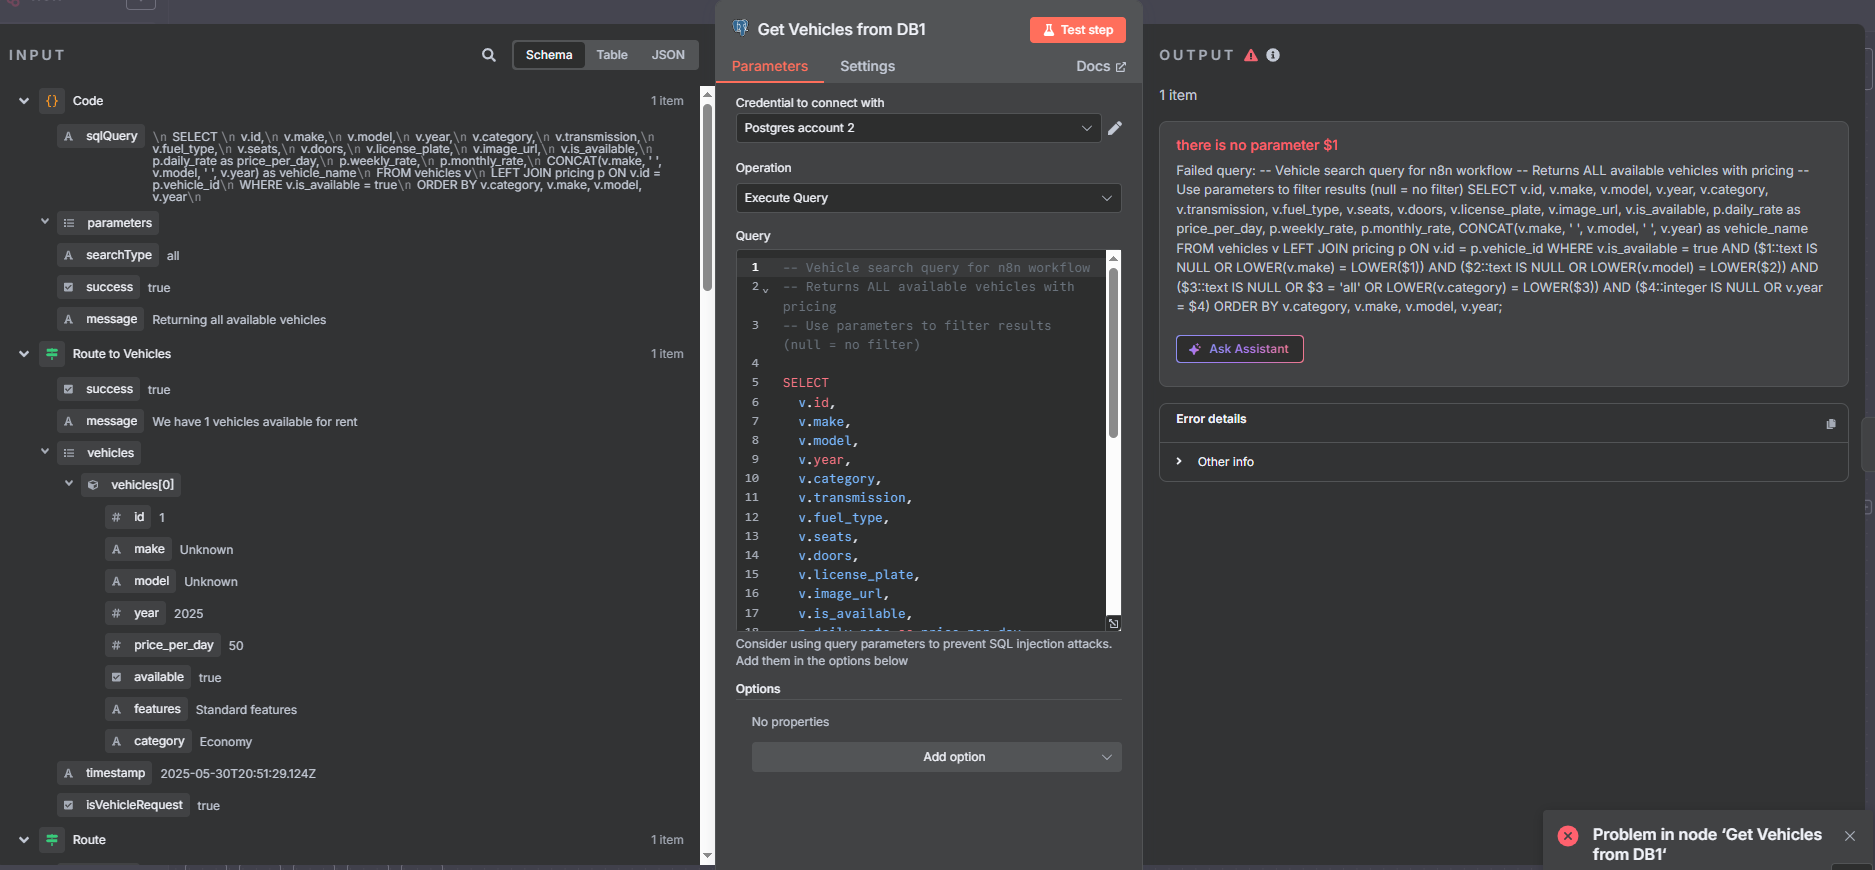 INPUT
Schema
Table
JSON
Code
1 item
sqlQuery
\n SELECT \n v.id,\n v.make,\n v.model,\n v.year,\n v.category,\n v.transmission,\n
v.fuel_type,\n v.seats,\n v.doors,\n v.license_plate,\n v.image_url,\n v.is_available,\n
p.daily_rate as price_per_day,\n p.weekly_rate,\n p.monthly_rate,\n CONCAT(v.make, ' ',
v.model, ' ', v.year) as vehicle_name\n FROM vehicles v\n LEFT JOIN pricing p ON v.id =
p.vehicle_id\n WHERE v.is_available = true\n ORDER BY v.category, v.make, v.model,
v.year\n
parameters
searchType all
success true
message Returning all available vehicles
Route to Vehicles
1 item
success true
message We have 1 vehicles available for rent
vehicles
vehicles[0]
# id 1
A make Unknown
A model Unknown
# year 2025
# price_per_day 50
available true
A features Standard features
A category Economy
A timestamp 2025-05-30T20:51:29.124Z
isVehicleRequest true
Route
1 item
Get Vehicles from DB1
Test step
Parameters
Settings
Docs
Credential to connect with
Postgres account 2
Operation
Execute Query
Query
1 -- Vehicle search query for n8n workflow
2 -- Returns ALL available vehicles with
pricing
3 -- Use parameters to filter results
(null = no filter)
4
5 SELECT
6 v.id,
7 v.make,
8 v.model,
9 v.year,
10 v.category,
11 v.transmission,
12 v.fuel_type,
13 v.seats,
14 v.doors,
15 v.license_plate,
16 v.image_url,
17 v.is_available,
18 p.daily_rate as price_per_day,
Consider using query parameters to prevent SQL injection attacks.
Add them in the options below
Options
No properties
Add option
OUTPUT
1 item
there is no parameter $1
Failed query: -- Vehicle search query for n8n workflow -- Returns ALL available vehicles with pricing --
Use parameters to filter results (null = no filter) SELECT v.id, v.make, v.model, v.year, v.category,
v.transmission, v.fuel_type, v.seats, v.doors, v.license_plate, v.image_url, v.is_available, p.daily_rate as
price_per_day, p.weekly_rate, p.monthly_rate, CONCAT(v.make, ' ', v.model, ' ', v.year) as vehicle_name
FROM vehicles v LEFT JOIN pricing p ON v.id = p.vehicle_id WHERE v.is_available = true AND ($1::text IS
NULL OR LOWER(v.make) = LOWER($1)) AND ($2::text IS NULL OR LOWER(v.model) = LOWER($2)) AND
($3::text IS NULL OR $3 = 'all' OR LOWER(v.category) = LOWER($3)) AND ($4::integer IS NULL OR v.year
= $4) ORDER BY v.category, v.make, v.model, v.year;
Ask Assistant
Error details
Other info
Problem in node ‘Get Vehicles
from DB1‘